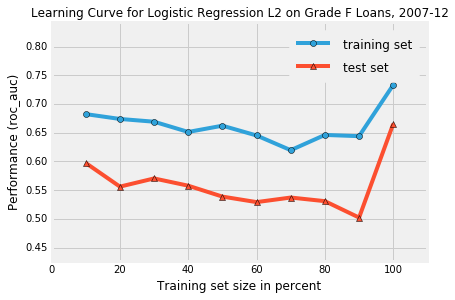 Learning Curve for Logistic Regression L2 on Grade F Loans, 2007-12
training set
test set
0.80
0.75
0.70
0.65
0.60
0.55
0.50
0.45
Performance (roc_auc)
0
20
40
60
80
100
Training set size in percent